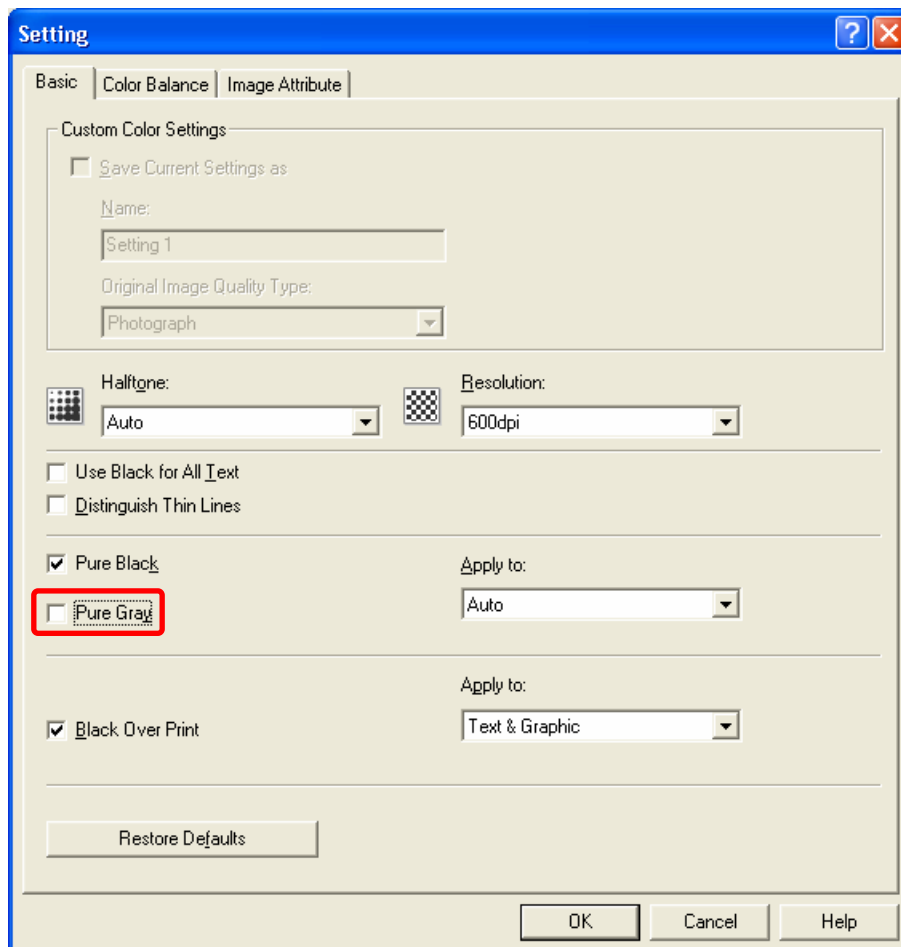 Setting
Basic Color Balance Image Attribute
Custom Color Settings
Save Current Settings as
Name:
Setting 1
Original Image Quality Type:
Photograph
Halftone: Resolution:
Auto 600dpi
Use Black for All Text
Distinguish Thin Lines
Pure Black Apply to:
Pure Gray Auto
Apply to:
Black Over Print Text & Graphic
Restore Defaults
OK Cancel Help